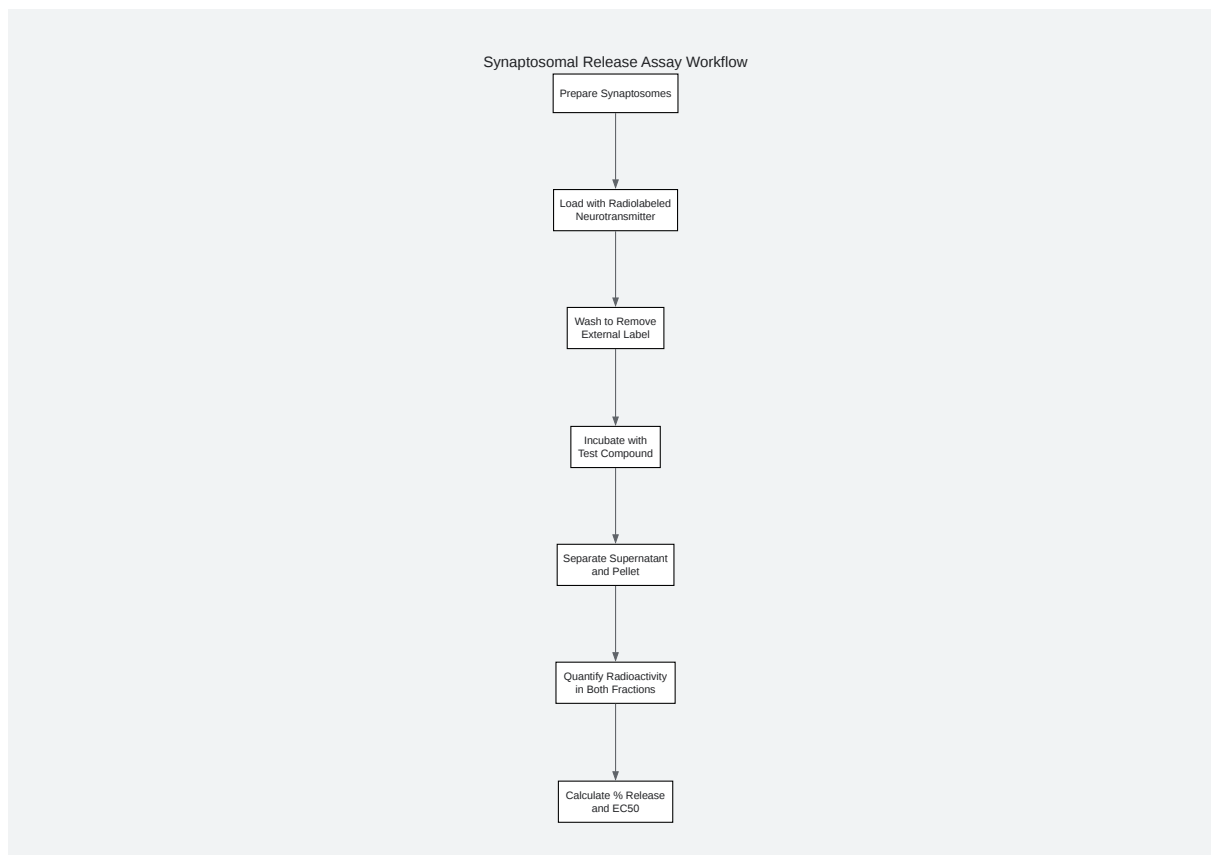 Synaptosomal Release Assay Workflow
Prepare Synaptosomes
Load with Radiolabeled
Neurotransmitter
Wash to Remove
External Label
Incubate with
Test Compound
Separate Supernatant
and Pellet
Quantify Radioactivity
in Both Fractions
Calculate % Release
and EC50